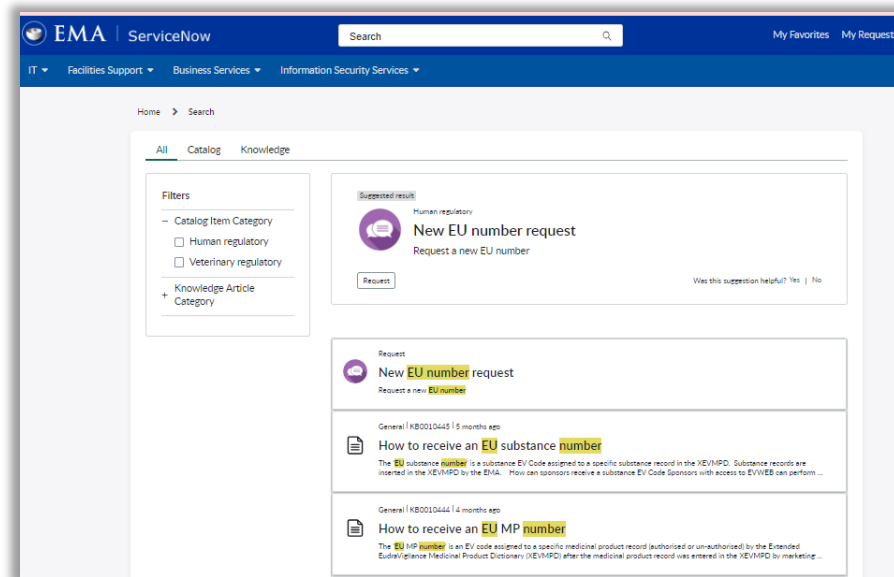 EMA ServiceNow
Search
My Favorites My Request
IT Facilities Support Business Services Information Security Services
Home > Search
All Catalog Knowledge
Filters
− Catalog Item Category
Human regulatory
Veterinary regulatory
+ Knowledge Article
Category
Suggested result
Human regulatory
New EU number request
Request a new EU number
Request
Was this suggestion helpful? Yes | No
Request
New EU number request
Request a new EU number
General | KB0010445 | 5 months ago
How to receive an EU substance number
The 'EU substance number' is a substance EV Code assigned to a specific substance record in the XEVMPD. Substance records are
inserted in the XEVMPD by the EMA. How can sponsors receive a substance EV Code Sponsors with access to EVWEB can perform ...
General | KB0010444 | 4 months ago
How to receive an EU MP number
The 'EU MP number' is an EV code assigned to a specific medicinal product record (authorised or un-authorised) by the Extended
EudraVigilance Medicinal Product Dictionary (XEVMPD) after the medicinal product record was entered in the XEVMPD by marketing ...